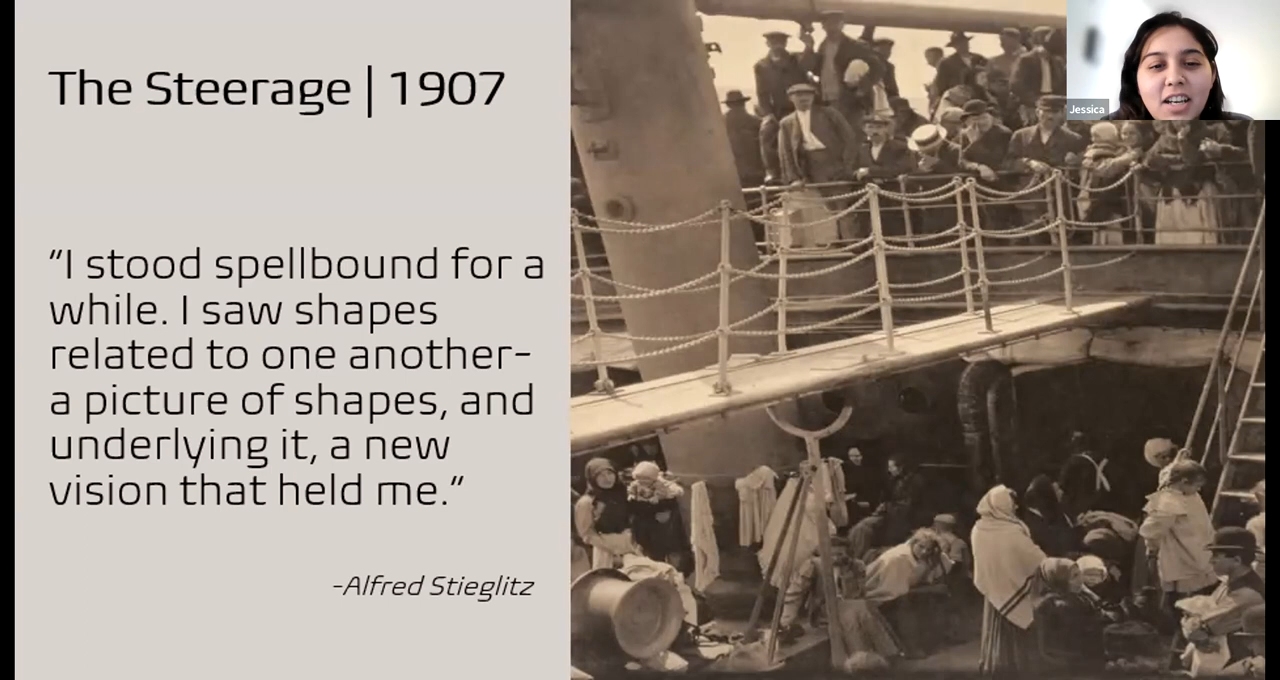 The Steerage | 1907
"I stood spellbound for a
while. I saw shapes
related to one another-
a picture of shapes, and
underlying it, a new
vision that held me."
-Alfred Stieglitz
Jessica